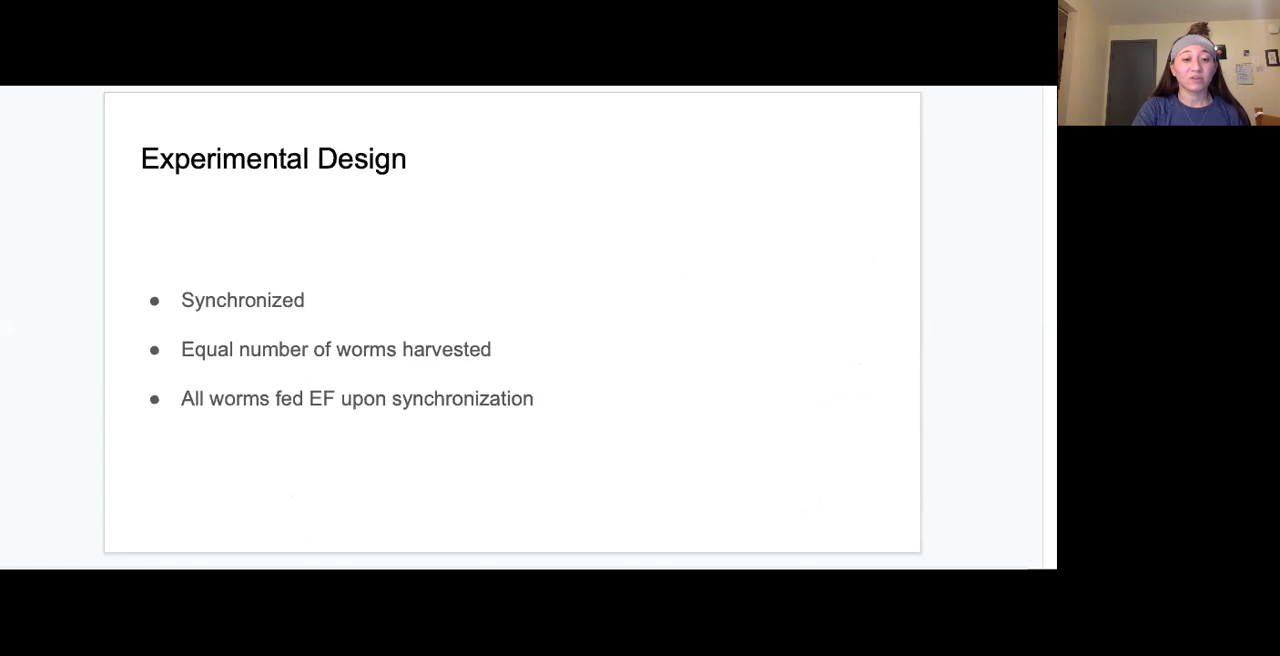 Experimental Design
● Synchronized
● Equal number of worms harvested
● All worms fed EF upon synchronization